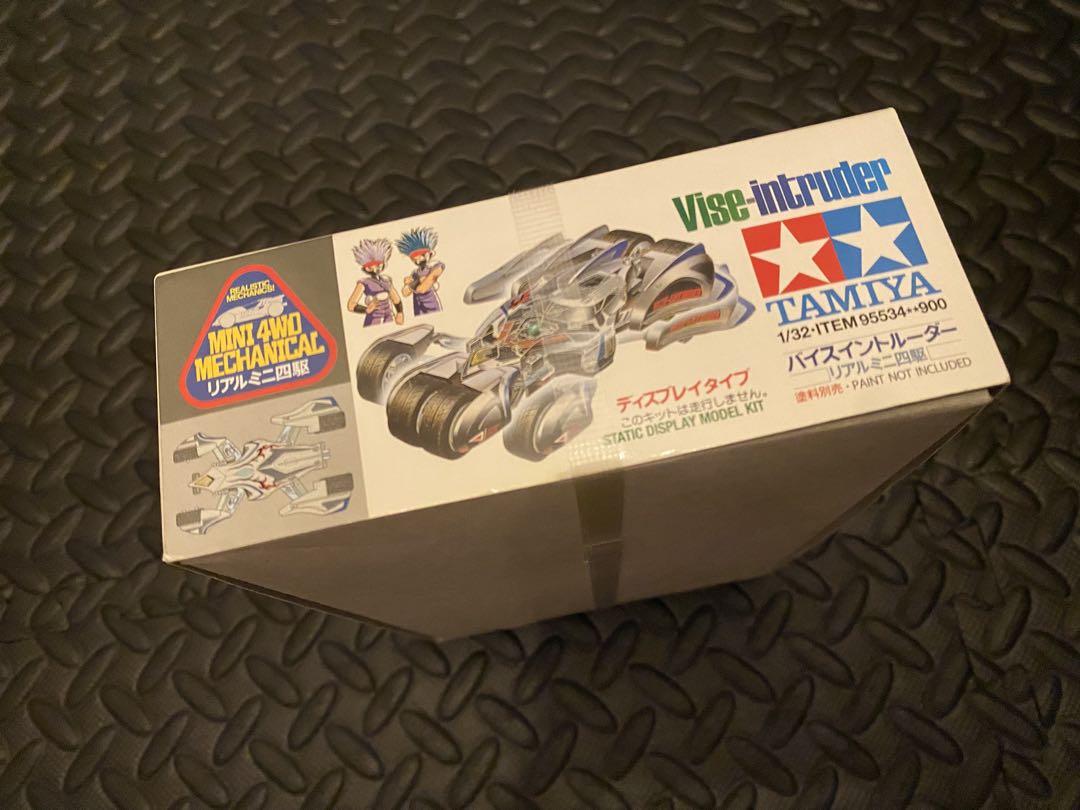 REALISTIC
MECHANICS!
MINI 4WD
MECHANICAL
リアルミニ四駆
Vise-intruder
TAMIYA
1/32・ITEM 95534**900
バイスイントルーダー
リアルミニ四駆
塗料別売・PAINT NOT INCLUDED
ディスプレイタイプ
このキットは走行しません。
STATIC DISPLAY MODEL KIT